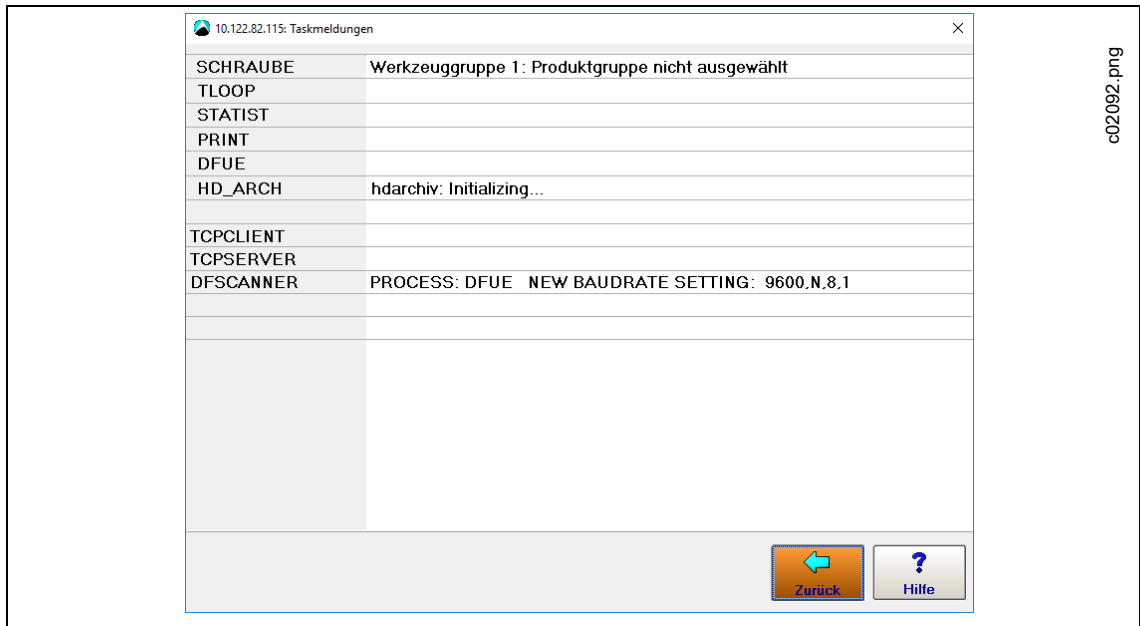 10.122.82.115: Taskmeldungen
SCHRAUBE Werkzeuggruppe 1: Produktgruppe nicht ausgewählt
TLOOP
STATIST
PRINT
DFUE
HD_ARCH hdarchiv: Initializing...
TCPCLIENT
TCPSERVER
DFSCANNER PROCESS: DFUE NEW BAUDRATE SETTING: 9600,N,8,1
Zurück
Hilfe
c02092.png